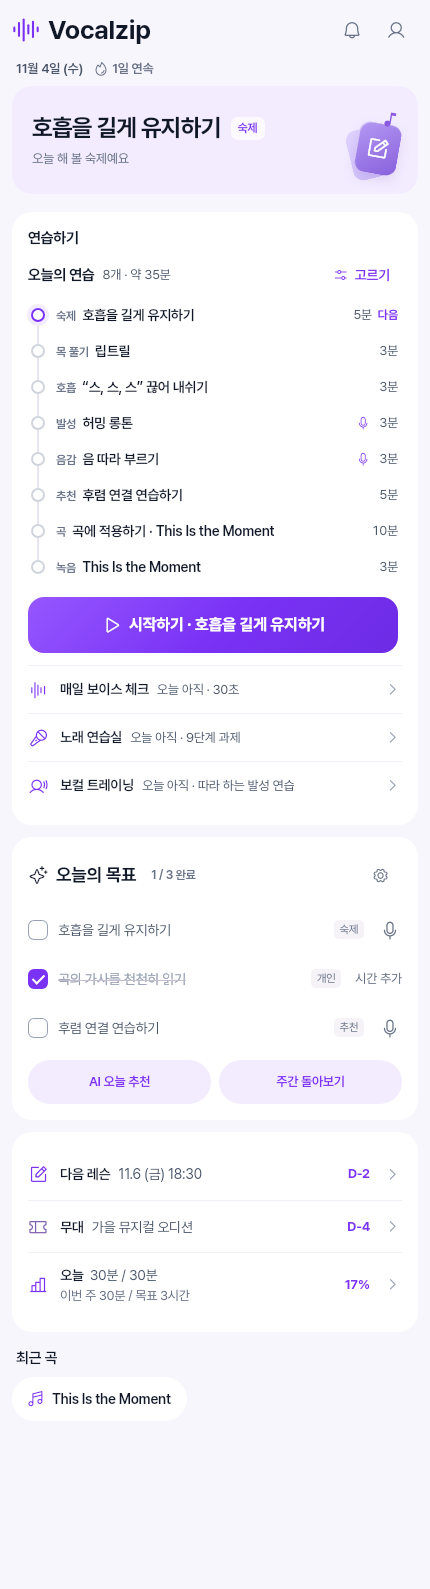 Vocalzip
11월 4일 (수) 1일 연속
호흡을 길게 유지하기 숙제
오늘 해 볼 숙제예요
연습하기
오늘의 연습 8개 · 약 35분 고르기
숙제 호흡을 길게 유지하기 5분 다음
목 풀기 립트릴 3분
호흡 “스, 스, 스” 끊어 내쉬기 3분
발성 허밍 롱톤 3분
음감 음 따라 부르기 3분
추천 후렴 연결 연습하기 5분
곡 곡에 적용하기 · This Is the Moment 10분
녹음 This Is the Moment 3분
시작하기 · 호흡을 길게 유지하기
매일 보이스 체크 오늘 아직 · 30초
노래 연습실 오늘 아직 · 9단계 과제
보컬 트레이닝 오늘 아직 · 따라 하는 발성 연습
오늘의 목표 1 / 3 완료
호흡을 길게 유지하기 숙제
곡의 가사를 천천히 읽기 개인 시간 추가
후렴 연결 연습하기 추천
AI 오늘 추천 주간 돌아보기
다음 레슨 11.6 (금) 18:30 D-2
무대 가을 뮤지컬 오디션 D-4
오늘 30분 / 30분
이번 주 30분 / 목표 3시간 17%
최근 곡
This Is the Moment